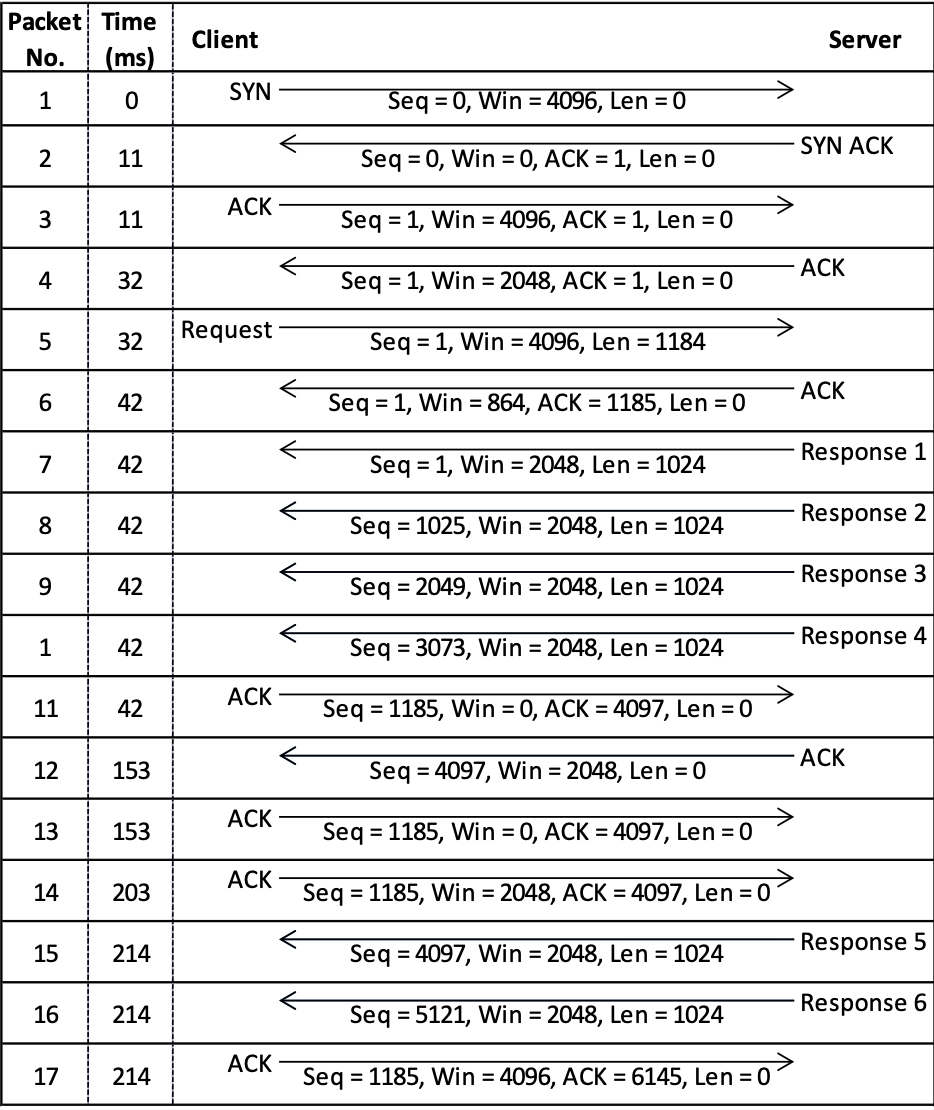 Packet No. Time (ms) Client Server
1 0 SYN Seq = 0, Win = 4096, Len = 0
2 11 Seq = 0, Win = 0, ACK = 1, Len = 0 SYN ACK
3 11 ACK Seq = 1, Win = 4096, ACK = 1, Len = 0
4 32 Seq = 1, Win = 2048, ACK = 1, Len = 0 ACK
5 32 Request Seq = 1, Win = 4096, Len = 1184
6 42 Seq = 1, Win = 864, ACK = 1185, Len = 0 ACK
7 42 Seq = 1, Win = 2048, Len = 1024 Response 1
8 42 Seq = 1025, Win = 2048, Len = 1024 Response 2
9 42 Seq = 2049, Win = 2048, Len = 1024 Response 3
1 42 Seq = 3073, Win = 2048, Len = 1024 Response 4
11 42 ACK Seq = 1185, Win = 0, ACK = 4097, Len = 0
12 153 Seq = 4097, Win = 2048, Len = 0 ACK
13 153 ACK Seq = 1185, Win = 0, ACK = 4097, Len = 0
14 203 ACK Seq = 1185, Win = 2048, ACK = 4097, Len = 0
15 214 Seq = 4097, Win = 2048, Len = 1024 Response 5
16 214 Seq = 5121, Win = 2048, Len = 1024 Response 6
17 214 ACK Seq = 1185, Win = 4096, ACK = 6145, Len = 0